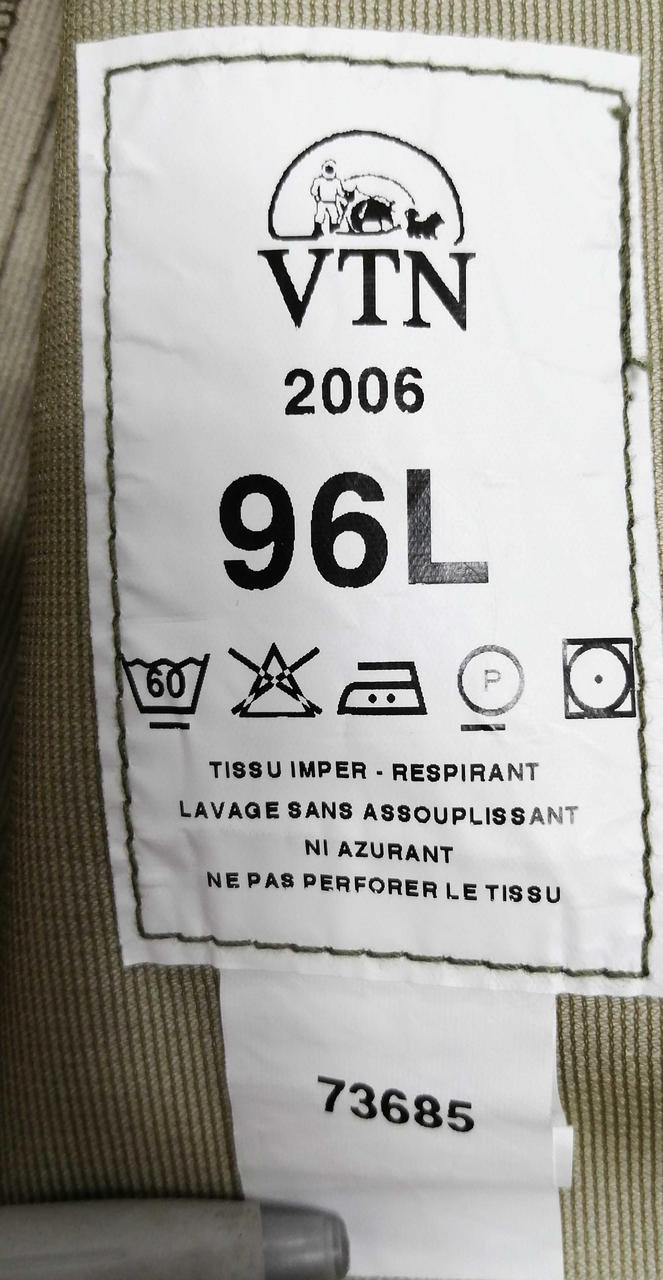 VTN
2006
96L
60
P
TISSU IMPER - RESPIRANT
LAVAGE SANS ASSOUPLISSANT
NI AZURANT
NE PAS PERFORER LE TISSU
73685